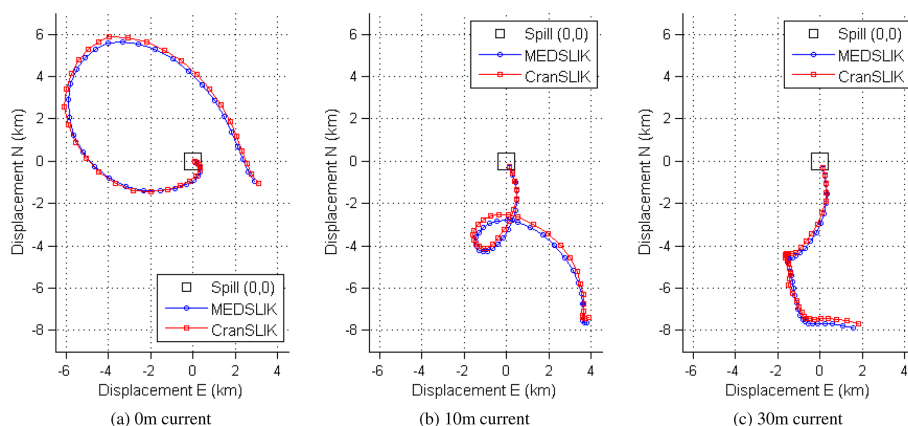 6
4
2
0
-2
-4
-6
-8
Displacement N (km)
-6 -4 -2 0 2 4
Displacement E (km)
Spill (0,0)
MEDSLIK
CranSLIK
(a) 0m current
6
4
2
0
-2
-4
-6
-8
Displacement N (km)
-6 -4 -2 0 2 4
Displacement E (km)
Spill (0,0)
MEDSLIK
CranSLIK
(b) 10m current
6
4
2
0
-2
-4
-6
-8
Displacement N (km)
-6 -4 -2 0 2 4
Displacement E (km)
Spill (0,0)
MEDSLIK
CranSLIK
(c) 30m current